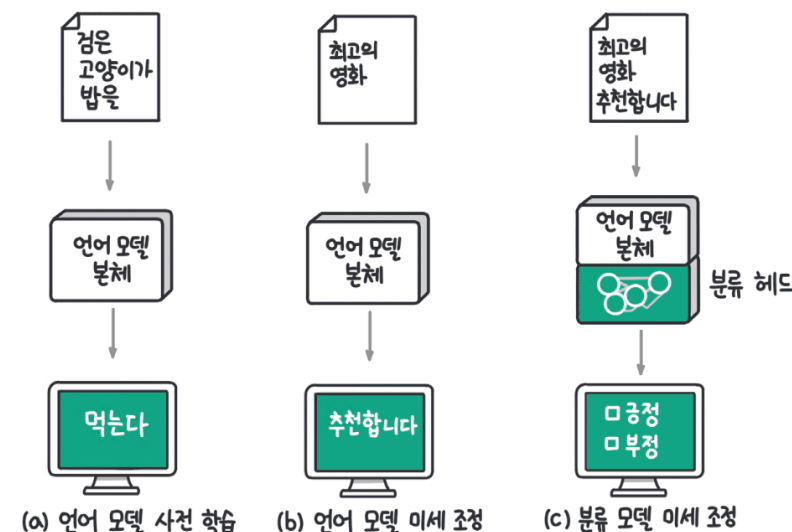 검은
고양이가
밥을
언어 모델
본체
먹는다
(a) 언어 모델 사전 학습
최고의
영화
언어 모델
본체
추천합니다
(b) 언어 모델 미세 조정
최고의
영화
추천합니다
언어 모델
본체
분류 헤드
긍정
부정
(c) 분류 모델 미세 조정